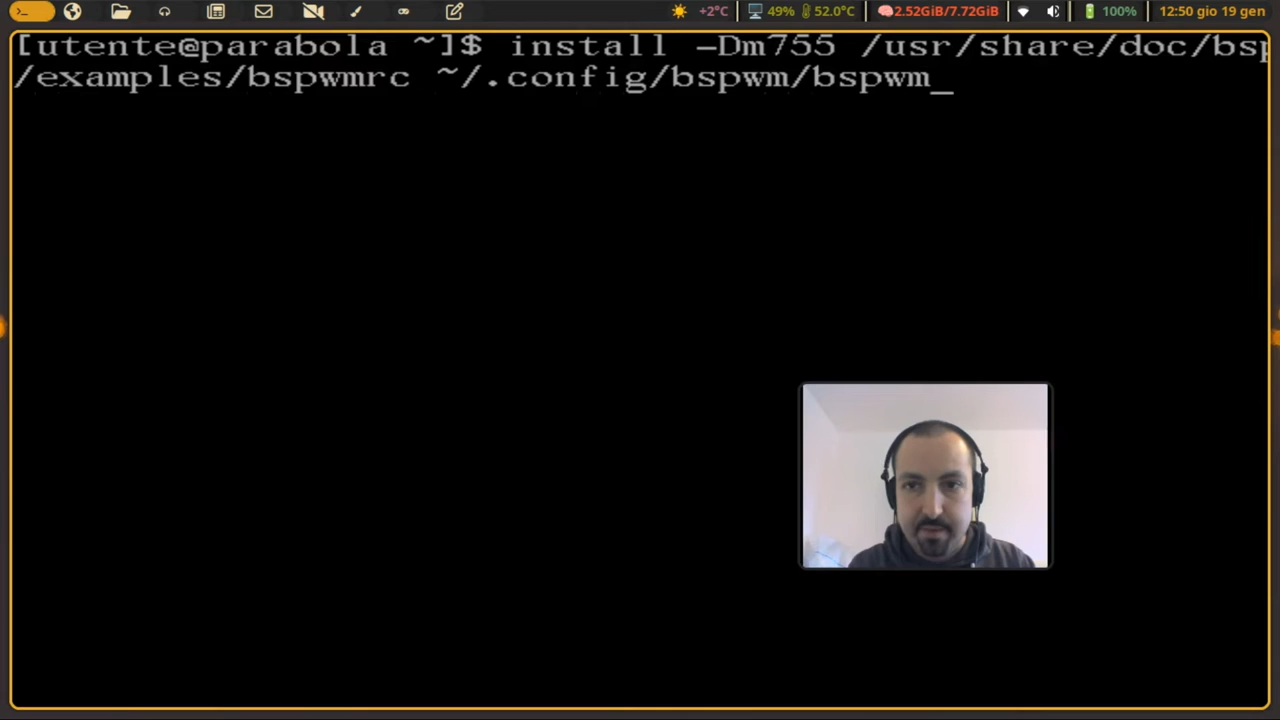 +2°C 49% 52.0°C 2.52GiB/7.72GiB 100% 12:50 gio 19 gen
[utente@parabola ~]$ install -Dm755 /usr/share/doc/bsp
/examples/bspwmrc ~/.config/bspwm/bspwm_